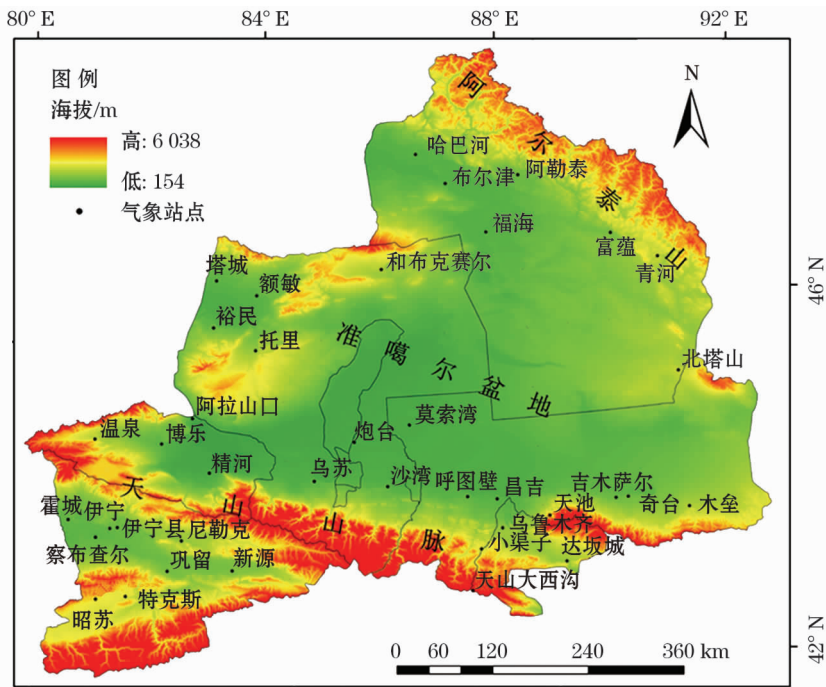 80° E
84° E
88° E
92° E
图 例
海拔/m
高: 6 038
低: 154
气象站点
N
阿尔泰山
哈巴河
布尔津
阿勒泰
福海
富蕴
青河
46° N
和布克赛尔
塔城
额敏
裕民
托里
准噶尔盆地
北塔山
阿拉山口
温泉
博乐
莫索湾
炮台
精河
乌苏
沙湾
呼图壁
昌吉
吉木萨尔
奇台
木垒
天池
天山山脉
霍城
伊宁
伊宁县
尼勒克
乌鲁木齐
察布查尔
巩留
新源
小渠子
达坂城
天山大西沟
特克斯
昭苏
42° N
0 60 120 240 360 km